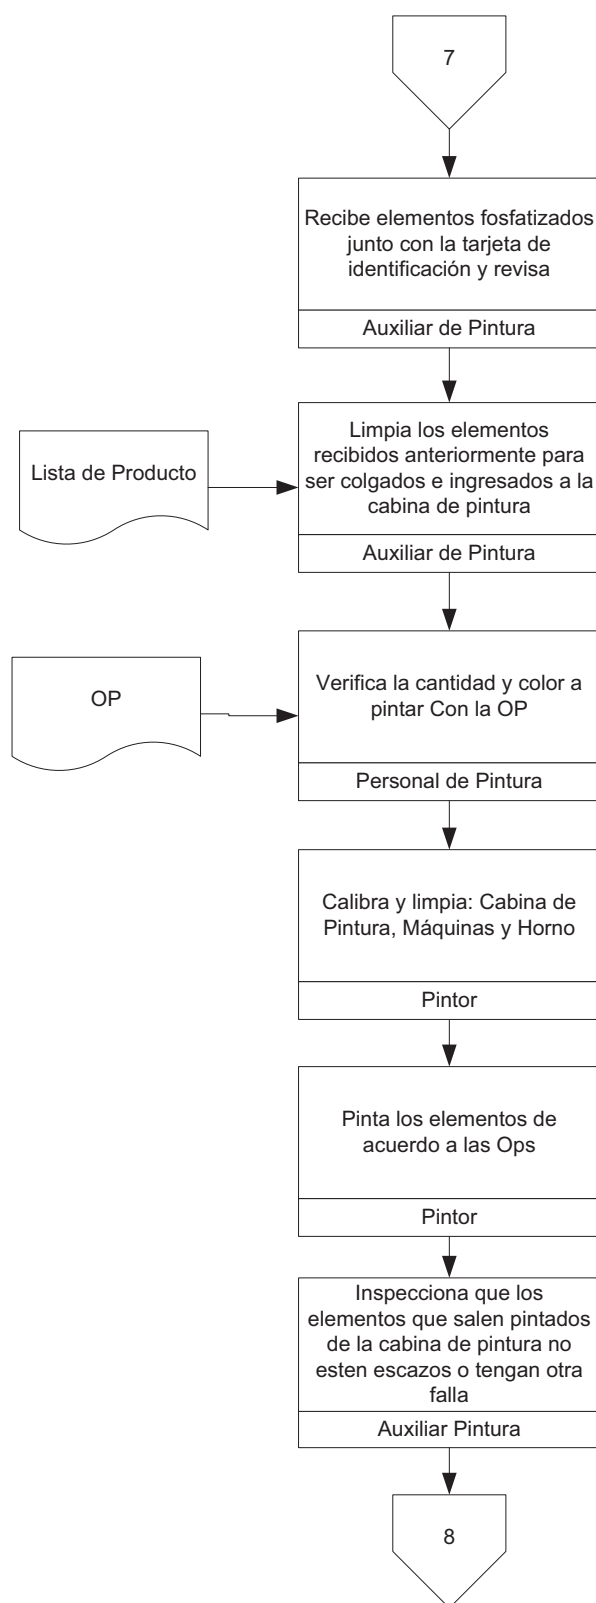 7
Recibe elementos fosfatizados
junto con la tarjeta de
identificación y revisa
Auxiliar de Pintura
Lista de Producto
Limpia los elementos
recibidos anteriormente para
ser colgados e ingresados a la
cabina de pintura
Auxiliar de Pintura
OP
Verifica la cantidad y color a
pintar Con la OP
Personal de Pintura
Calibra y limpia: Cabina de
Pintura, Máquinas y Horno
Pintor
Pinta los elementos de
acuerdo a las Ops
Pintor
Inspecciona que los
elementos que salen pintados
de la cabina de pintura no
esten escazos o tengan otra
falla
Auxiliar Pintura
8